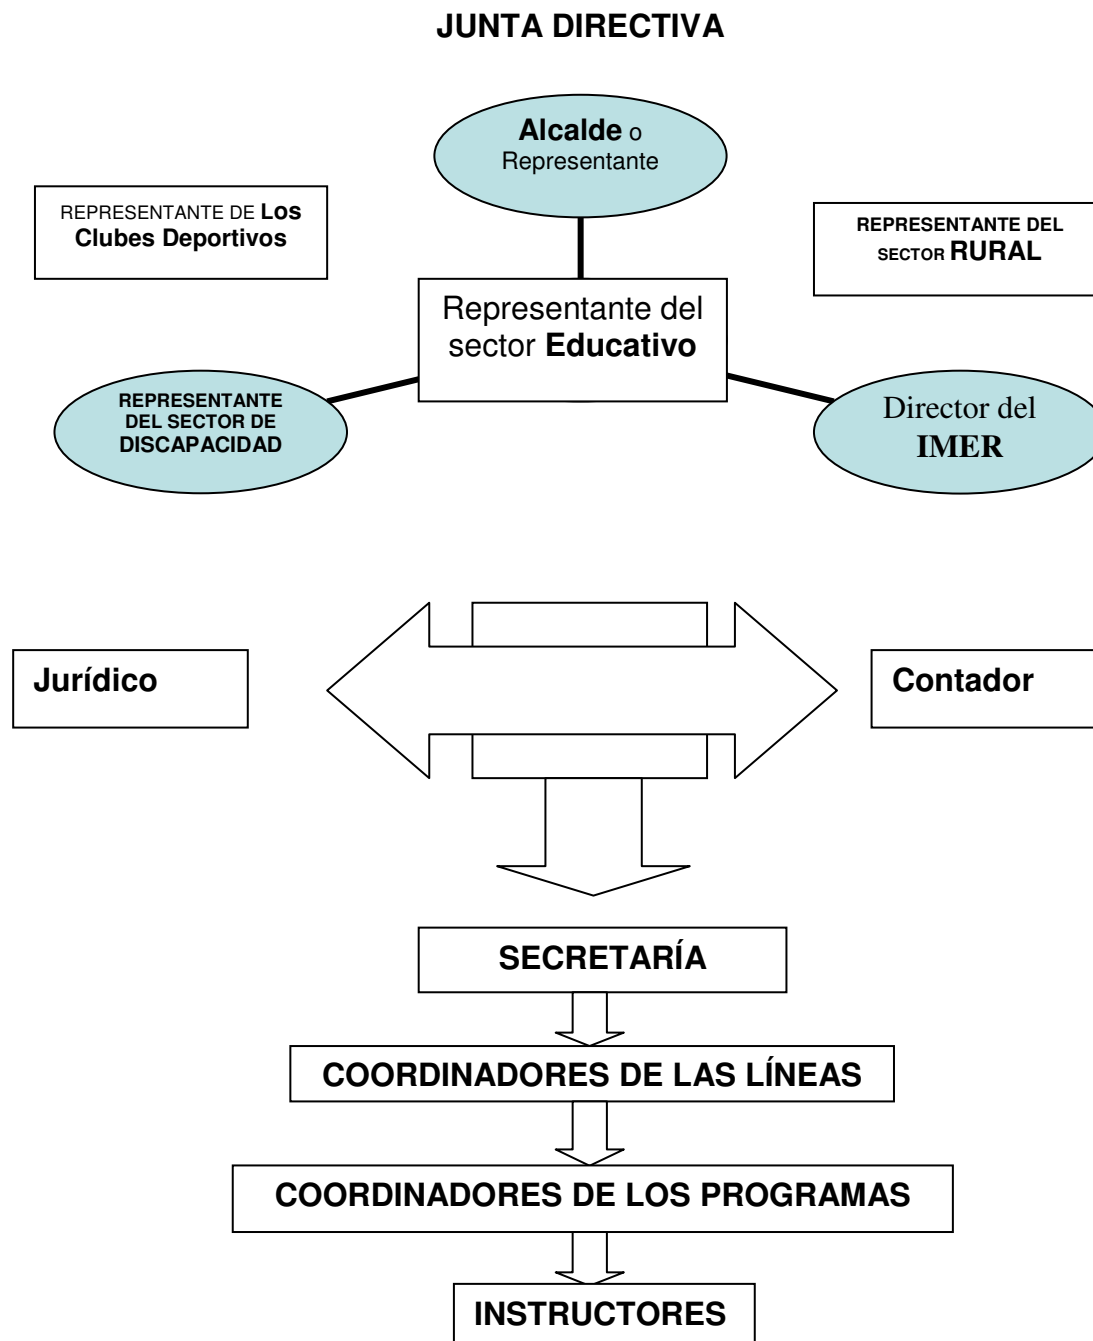 JUNTA DIRECTIVA
Alcalde o
Representante
REPRESENTANTE DE Los
Clubes Deportivos
REPRESENTANTE DEL
SECTOR RURAL
Representante del
sector Educativo
REPRESENTANTE
DEL SECTOR DE
DISCAPACIDAD
Director del
IMER
Jurídico
Contador
SECRETARÍA
COORDINADORES DE LAS LÍNEAS
COORDINADORES DE LOS PROGRAMAS
INSTRUCTORES